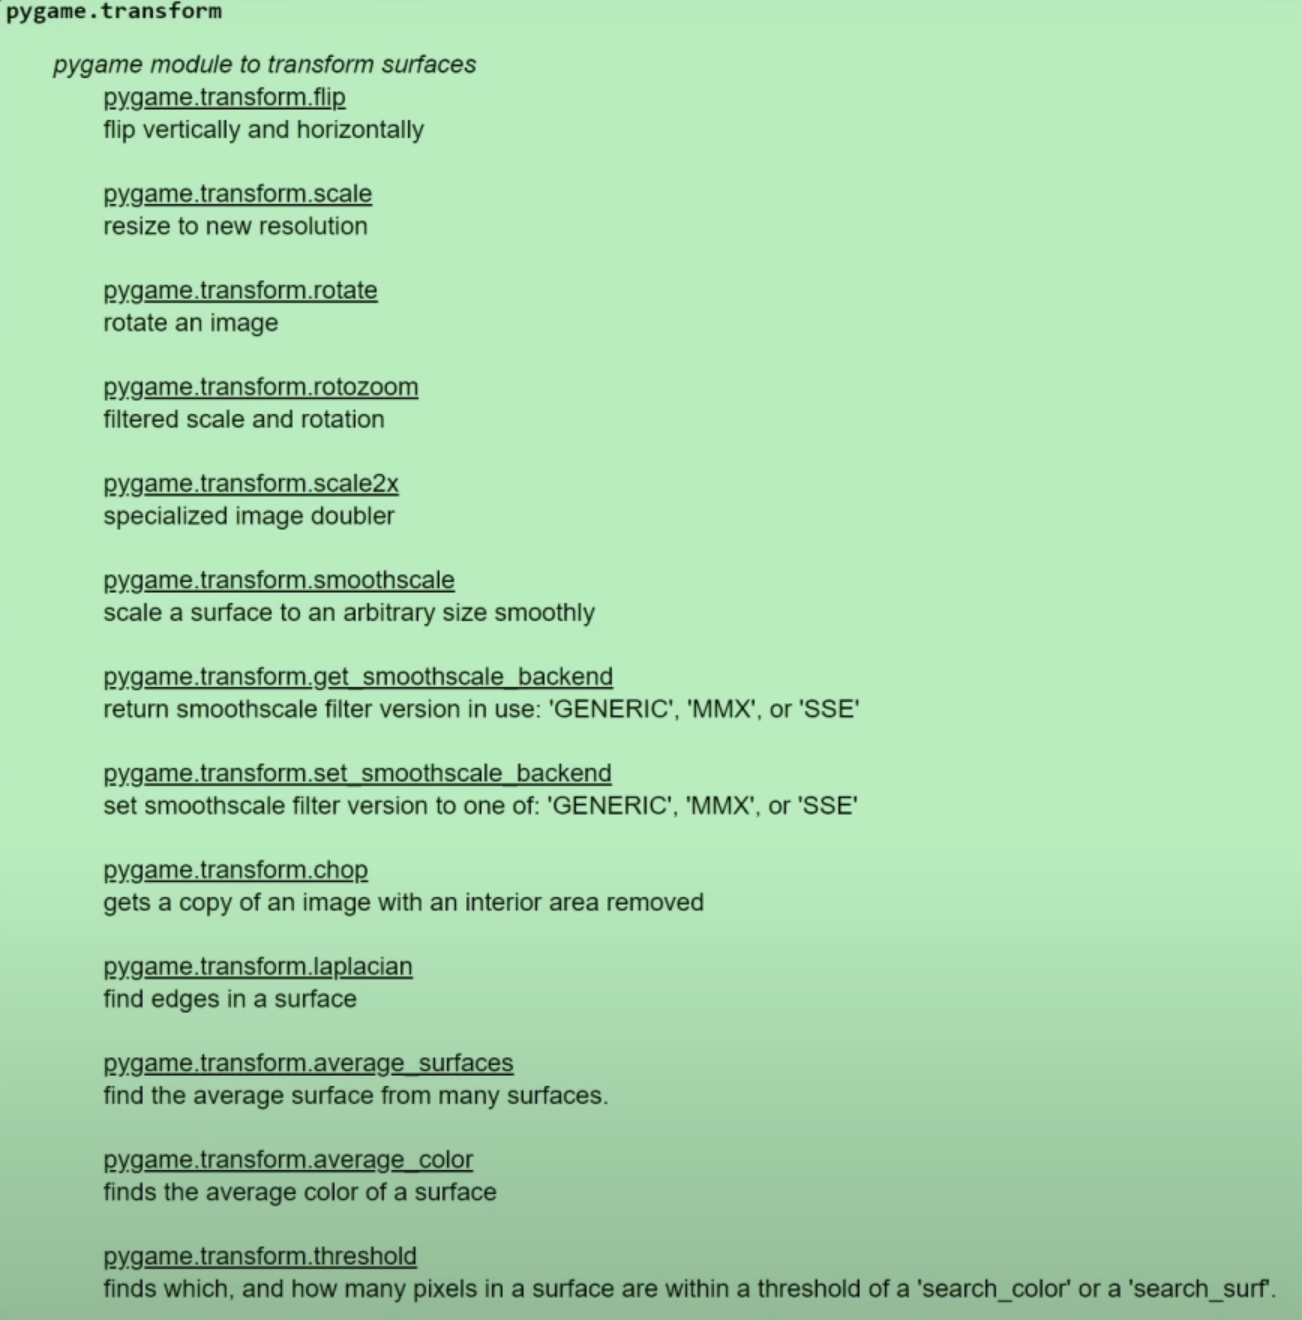 pygame.transform
pygame module to transform surfaces
pygame.transform.flip
flip vertically and horizontally
pygame.transform.scale
resize to new resolution
pygame.transform.rotate
rotate an image
pygame.transform.rotozoom
filtered scale and rotation
pygame.transform.scale2x
specialized image doubler
pygame.transform.smoothscale
scale a surface to an arbitrary size smoothly
pygame.transform.get_smoothscale_backend
return smoothscale filter version in use: 'GENERIC', 'MMX', or 'SSE'
pygame.transform.set_smoothscale_backend
set smoothscale filter version to one of: 'GENERIC', 'MMX', or 'SSE'
pygame.transform.chop
gets a copy of an image with an interior area removed
pygame.transform.laplacian
find edges in a surface
pygame.transform.average_surfaces
find the average surface from many surfaces.
pygame.transform.average_color
finds the average color of a surface
pygame.transform.threshold
finds which, and how many pixels in a surface are within a threshold of a 'search_color' or a 'search_surf'.